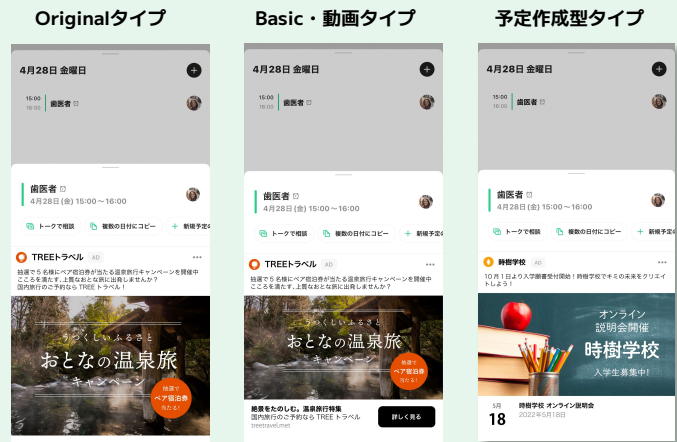 Originalタイプ
4月28日 金曜日
15:00
16:00
歯医者
歯医者
4月28日(金) 15:00〜16:00
トークで相談
複数の日付にコピー
新規予定の
TREEトラベル AD
抽選で5名様にペア宿泊券が当たる温泉旅行キャンペーンを開催中
こころを満たす、上質なおとな旅に出発しませんか?
国内旅行のご予約なら TREE トラベル!
うつくしいふるさと
おとなの温泉旅
キャンペーン
抽選で
ペア宿泊券
当たる!
Basic・動画タイプ
4月28日 金曜日
15:00
16:00
歯医者
歯医者
4月28日(金) 15:00〜16:00
トークで相談
複数の日付にコピー
新規予定の
TREEトラベル AD
抽選で5名様にペア宿泊券が当たる温泉旅行キャンペーンを開催中
こころを満たす、上質なおとな旅に出発しませんか?
うつくしいふるさと
おとなの温泉旅
キャンペーン
抽選で
ペア宿泊券
当たる!
絶景をたのしむ。温泉旅行特集
国内旅行のご予約なら TREE トラベル
treetravel.net
詳しく見る
予定作成型タイプ
4月28日 金曜日
15:00
16:00
歯医者
歯医者
4月28日(金) 15:00〜16:00
トークで相談
複数の日付にコピー
新規予定の
時樹学校 AD
10月1日より入学願書受付開始!時樹学校でキミの未来をクリエイ
トしよう!
オンライン
説明会開催
時樹学校
入学生募集中!
5月
18
時樹学校 オンライン説明会
2022年5月18日